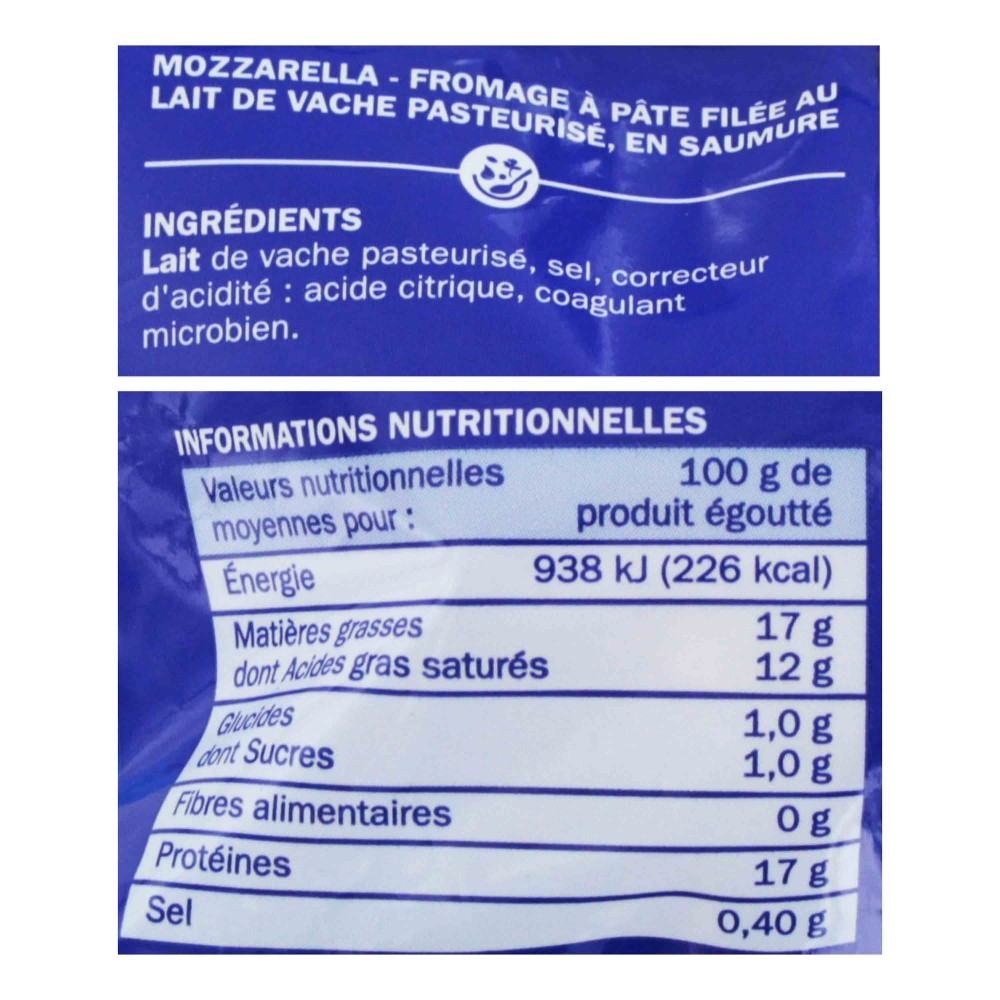 MOZZARELLA - FROMAGE À PÂTE FILÉE AU
LAIT DE VACHE PASTEURISÉ, EN SAUMURE
INGRÉDIENTS
Lait de vache pasteurisé, sel, correcteur
d'acidité : acide citrique, coagulant
microbien.
INFORMATIONS NUTRITIONNELLES
Valeurs nutritionnelles 100 g de
moyennes pour : produit égoutté
Énergie 938 kJ (226 kcal)
Matières grasses 17 g
dont Acides gras saturés 12 g
Glucides 1,0 g
dont Sucres 1,0 g
Fibres alimentaires 0 g
Protéines 17 g
Sel 0,40 g